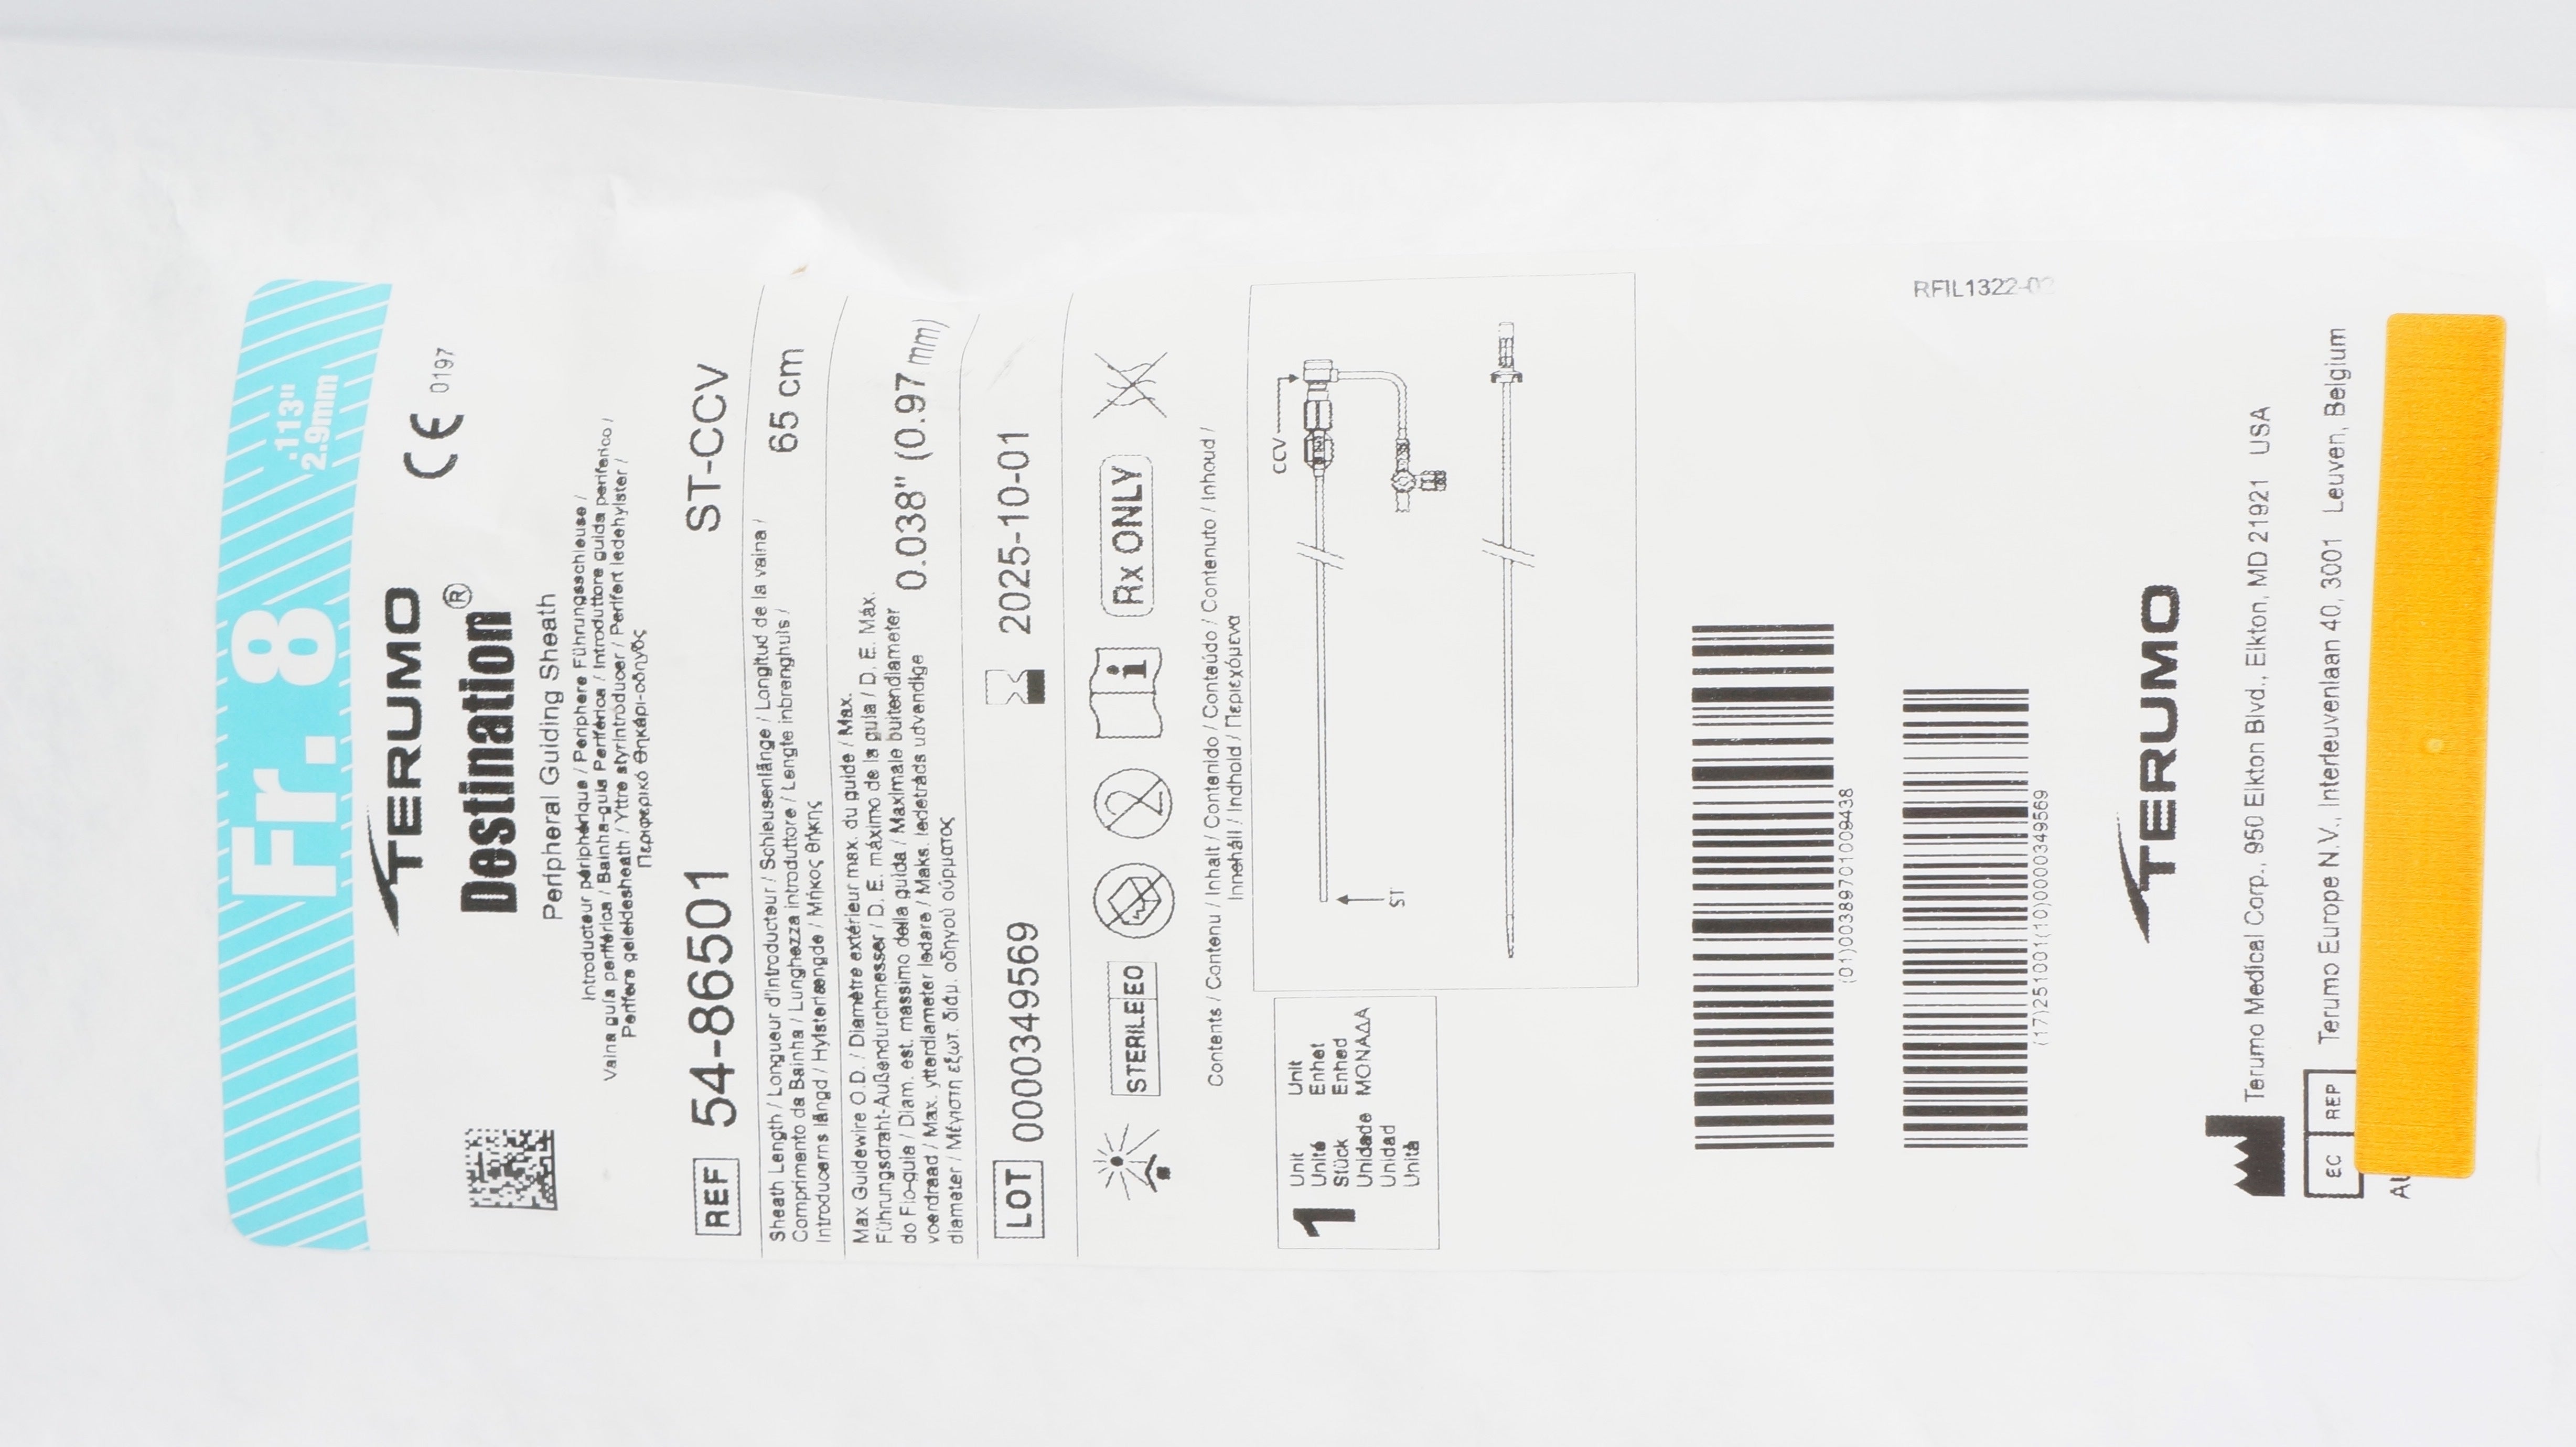 Fr. 8
.113"
2.9mm
TERUMO
CE 0197
Destination®
Peripheral Guiding Sheath
Introducteur périphérique / Periphere Führungsschleuse /
Vaina guía periférica / Bainha-guia Periférica / Introduttore guida periferico /
Perifere geleidesheath / Yttre styrintroducer / Perifert ledehylster /
Περιφερικό Θηκάρι-οδηγός
REF 54-86501 ST-CCV
Sheath Length / Longueur d'introducteur / Schleusenlänge / Longitud de la vaina /
Comprimento da Bainha / Lunghezza introduttore / Lengte inbrenghuls /
Introducerns längd / Hylsterlængde / Μήκος θήκης
65 cm
Max Guidewire O.D. / Diamètre extérieur max. du guide / Max.
Führungsdraht-Außendurchmesser / D. E. máximo de la guía / D. E. Máx.
do Fio-guia / Diam. est. massimo della guida / Maximale buitendiameter
voerdraad / Max. ytterdiameter ledare / Maks. ledetråds udvendige
diameter / Μέγιστη εξωτ. διάμ. οδηγού σύρματος
0.038" (0.97 mm)
LOT 0000349569 2025-10-01
STERILE EO
2
i
Rx ONLY
Contents / Contenu / Inhalt / Contenido / Conteúdo / Contenuto / Inhoud /
Innehåll / Indhold / Περιεχόμενα
1
Unit Unit
Unité Enhet
Stück Enhed
Unidade ΜΟΝΑΔΑ
Unidad
Unità
CCV
ST
(01)00389701009438
RFIL1322-02
(17)251001(10)0000349569
TERUMO
Terumo Medical Corp., 950 Elkton Blvd., Elkton, MD 21921 USA
EC REP Terumo Europe N.V., Interleuvenlaan 40, 3001 Leuven, Belgium